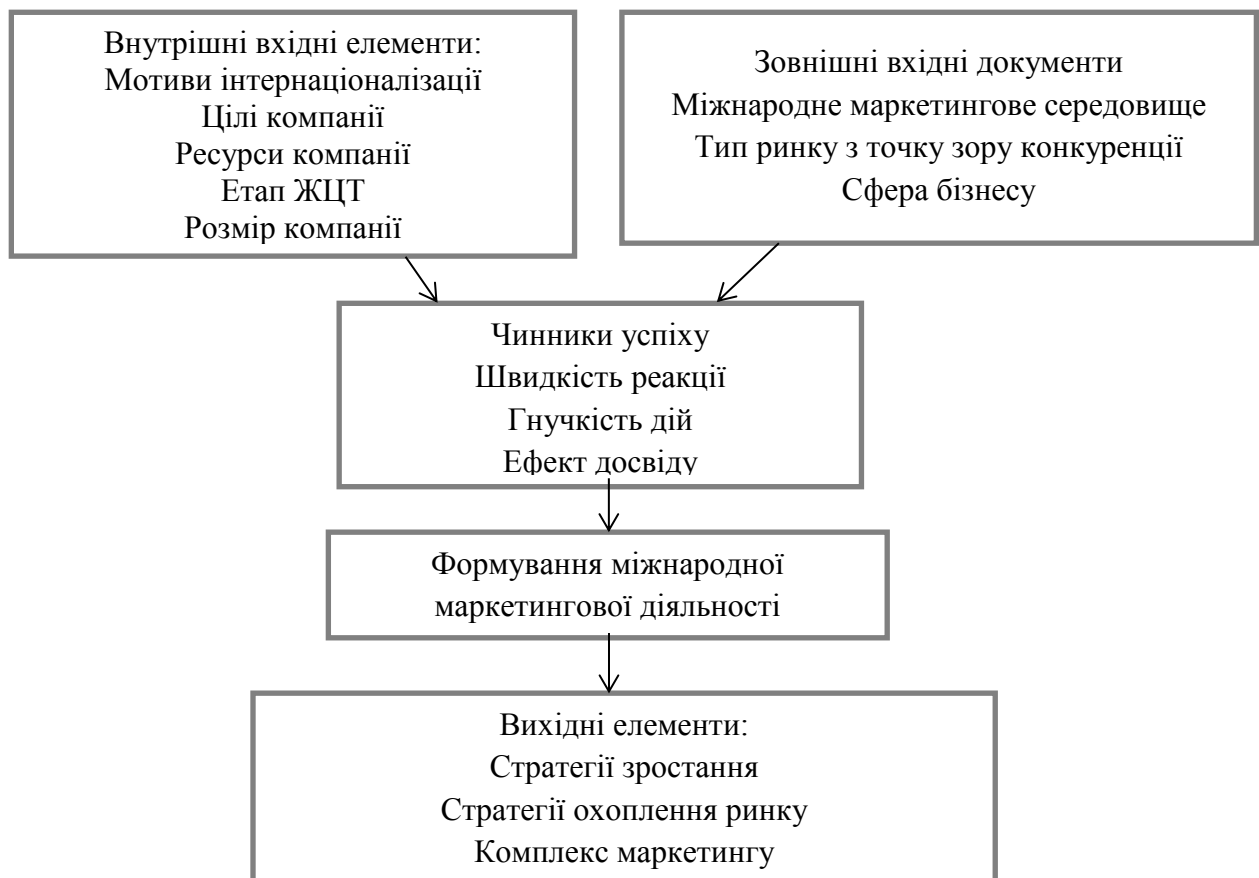 Внутрішні вхідні елементи:
Мотиви інтернаціоналізації
Цілі компанії
Ресурси компанії
Етап ЖЦТ
Розмір компанії
Зовнішні вхідні документи
Міжнародне маркетингове середовище
Тип ринку з точку зору конкуренції
Сфера бізнесу
Чинники успіху
Швидкість реакції
Гнучкість дій
Ефект досвіду
Формування міжнародної
маркетингової діяльності
Вихідні елементи:
Стратегії зростання
Стратегії охоплення ринку
Комплекс маркетингу